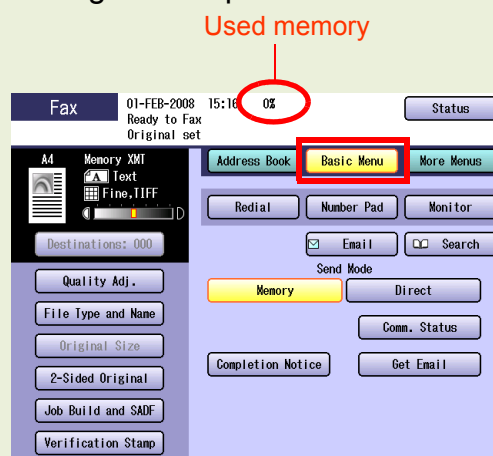 Used memory
Fax
01-FEB-2008 15:10 0%
Ready to Fax
Original set
Status
A4 Memory XMT
A Text
Fine,TIFF
D
Destinations: 000
Quality Adj.
File Type and Name
Original Size
2-Sided Original
Job Build and SADF
Verification Stamp
Address Book
Basic Menu
More Menus
Redial
Number Pad
Monitor
Email
Search
Send Mode
Memory
Direct
Comm. Status
Completion Notice
Get Email